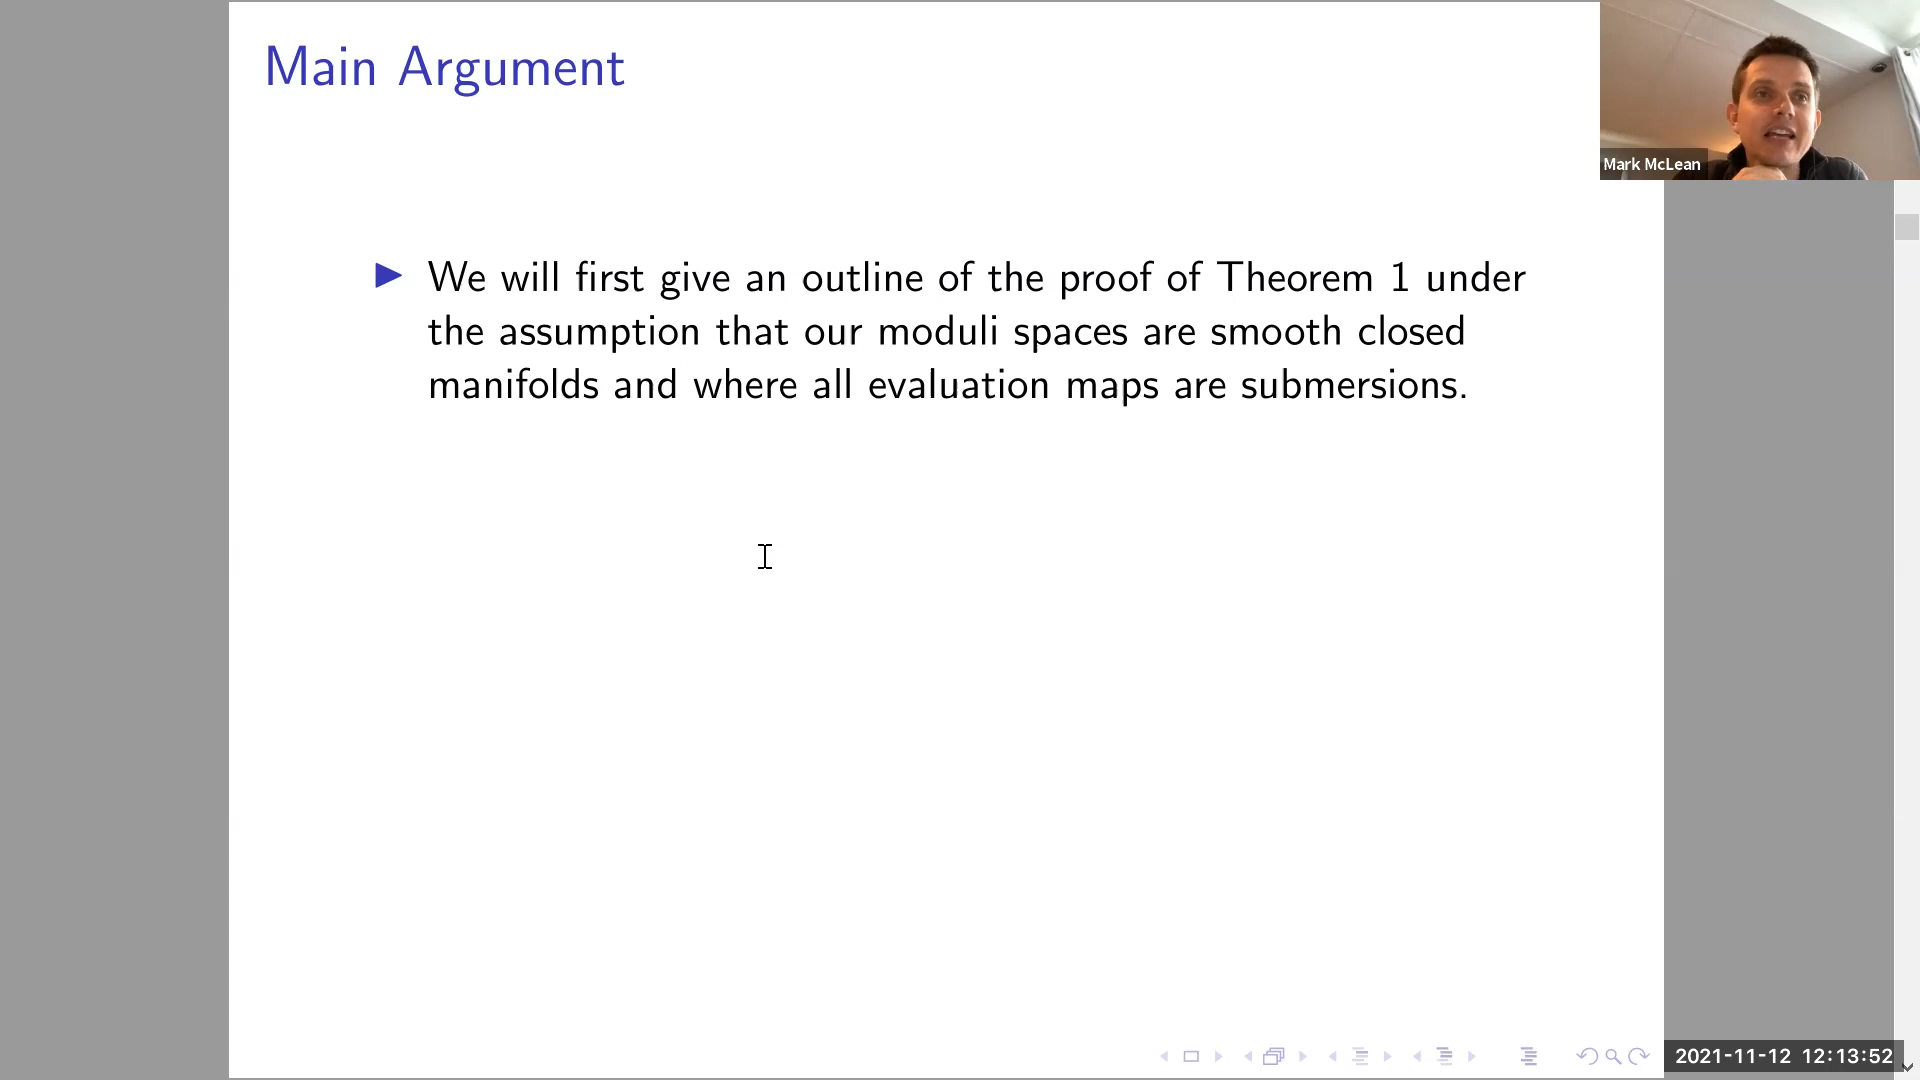 Main Argument
Mark McLean
We will first give an outline of the proof of Theorem 1 under
the assumption that our moduli spaces are smooth closed
manifolds and where all evaluation maps are submersions.
2021-11-12 12:13:52